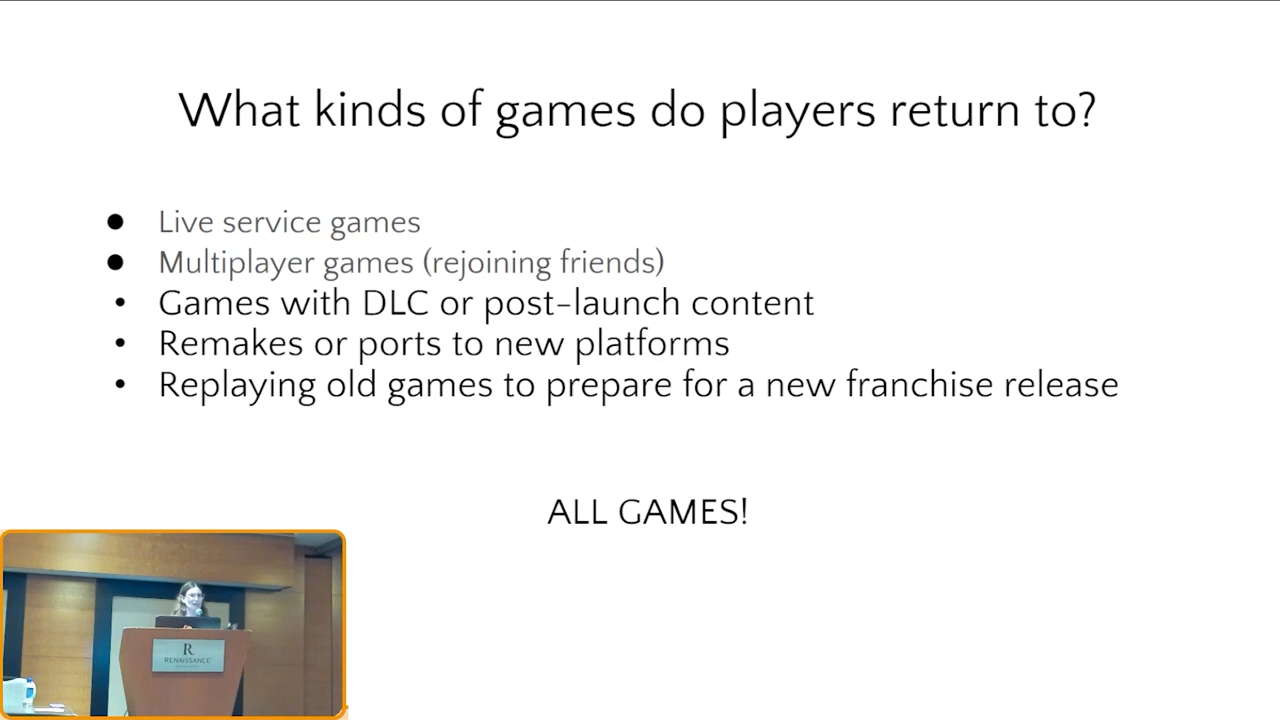 What kinds of games do players return to?
● Live service games
● Multiplayer games (rejoining friends)
• Games with DLC or post-launch content
• Remakes or ports to new platforms
• Replaying old games to prepare for a new franchise release
ALL GAMES!
R
RENAISSANCE